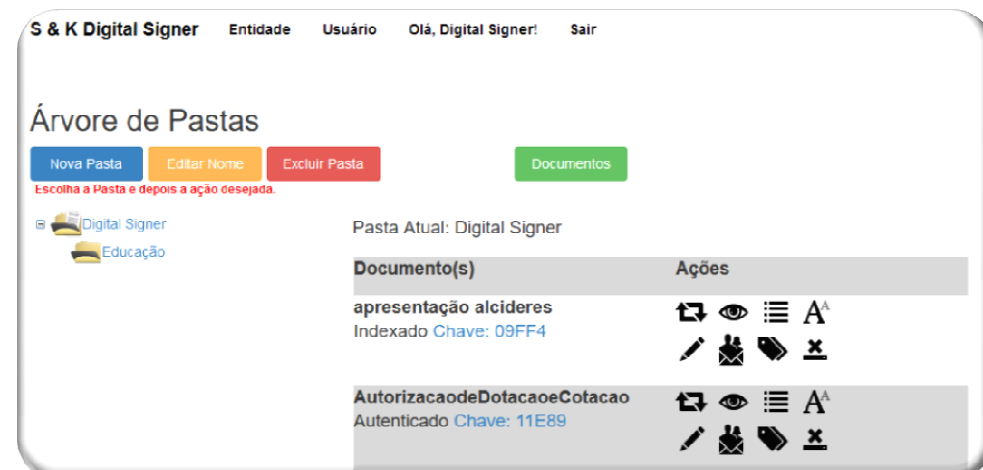 S & K Digital Signer Entidade Usuário Olá, Digital Signer! Sair
Árvore de Pastas
Nova Pasta Editar Nome Excluir Pasta Documentos
Escolha a Pasta e depois a ação desejada.
Digital Signer
Educação
Pasta Atual: Digital Signer
Documento(s) Ações
apresentação alcideres
Indexado Chave: 09FF4
AutorizacaodeDotacaoeCotacao
Autenticado Chave: 11E89